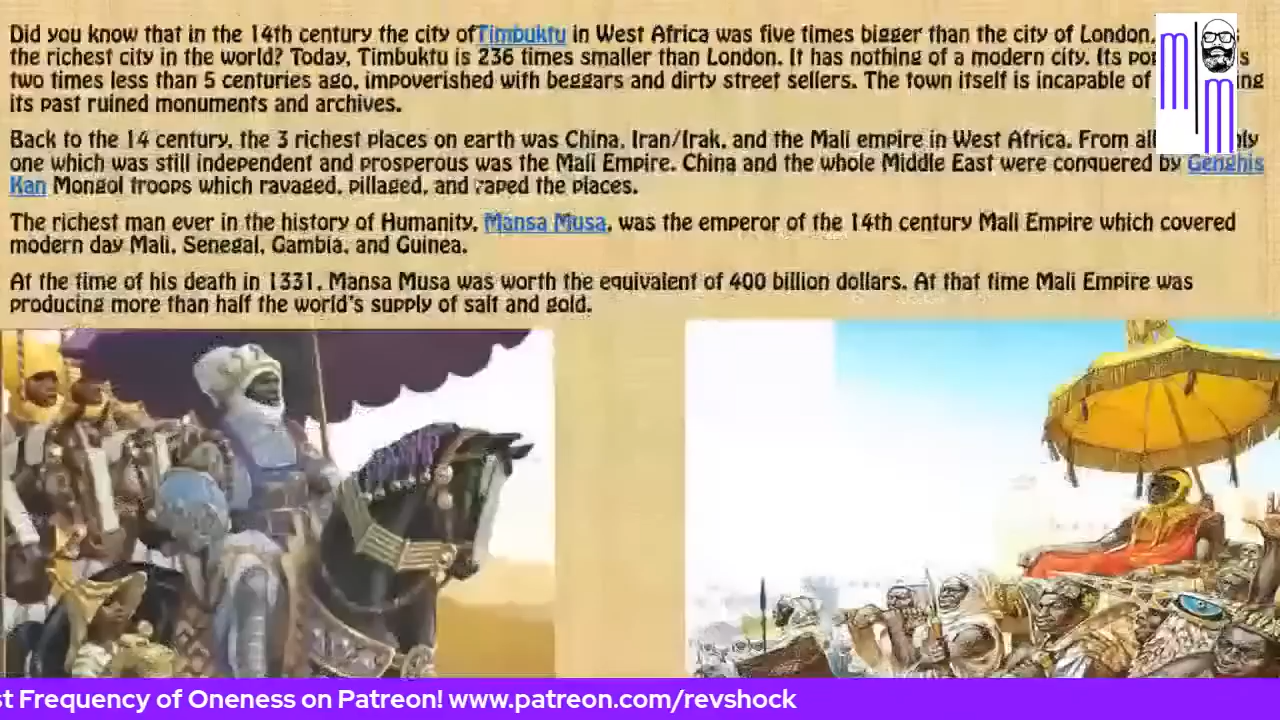 Did you know that in the 14th century the city ofTimbuktu in West Africa was five times bigger than the city of London,
the richest city in the world? Today, Timbuktu is 236 times smaller than London. It has nothing of a modern city. Its
two times less than 5 centuries ago, impoverished with beggars and dirty street sellers. The town itself is incapable of
its past ruined monuments and archives.
Back to the 14 century, the 3 richest places on earth was China, Iran/Irak, and the Mali empire in West Africa. From
one which was still independent and prosperous was the Mali Empire. China and the whole Middle East were conquered by Genghis
Kan Mongol troops which ravaged, pillaged, and raped the places.
The richest man ever in the history of Humanity, Mansa Musa, was the emperor of the 14th century Mali Empire which covered
modern day Mali, Senegal, Gambia, and Guinea.
At the time of his death in 1331, Mansa Musa was worth the equivalent of 400 billion dollars. At that time Mali Empire was
producing more than half the world's supply of salt and gold.
Frequency of Oneness on Patreon! www.patreon.com/revshock